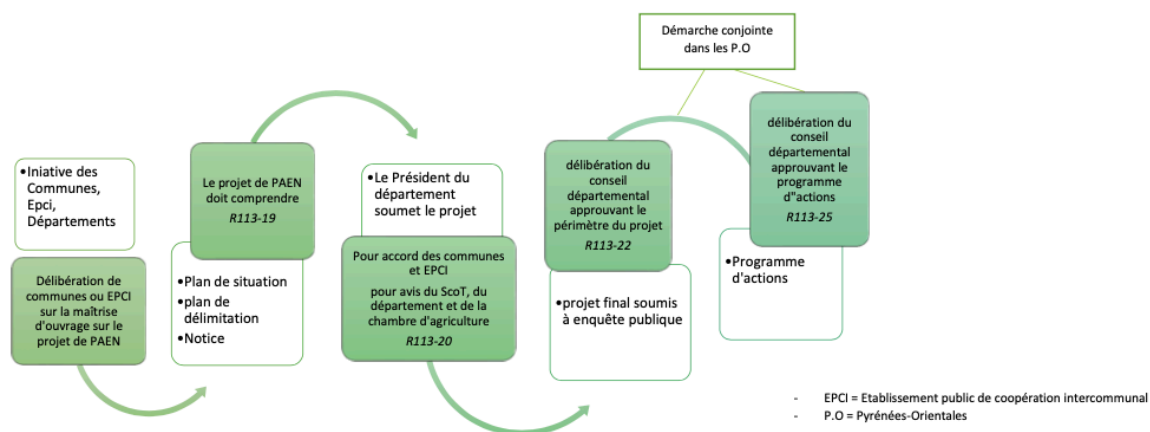 •Iniative des
Communes,
Epci,
Départements
Délibération de
communes ou EPCI
sur la maîtrise
d'ouvrage sur le
projet de PAEN
Le projet de PAEN
doit comprendre
R113-19
•Plan de situation
•plan de
délimitation
•Notice
•Le Président du
département
soumet le projet
Pour accord des communes
et EPCI
pour avis du ScoT, du
département et de la
chambre d'agriculture
R113-20
délibération du
conseil
départemental
approuvant le
périmètre du projet
R113-22
•projet final soumis
à enquête publique
Démarche conjointe
dans les P.O
délibération du
conseil
départemental
approuvant le
programme
d"actions
R113-25
•Programme
d'actions
- EPCI = Etablissement public de coopération intercommunal
- P.O = Pyrénées-Orientales